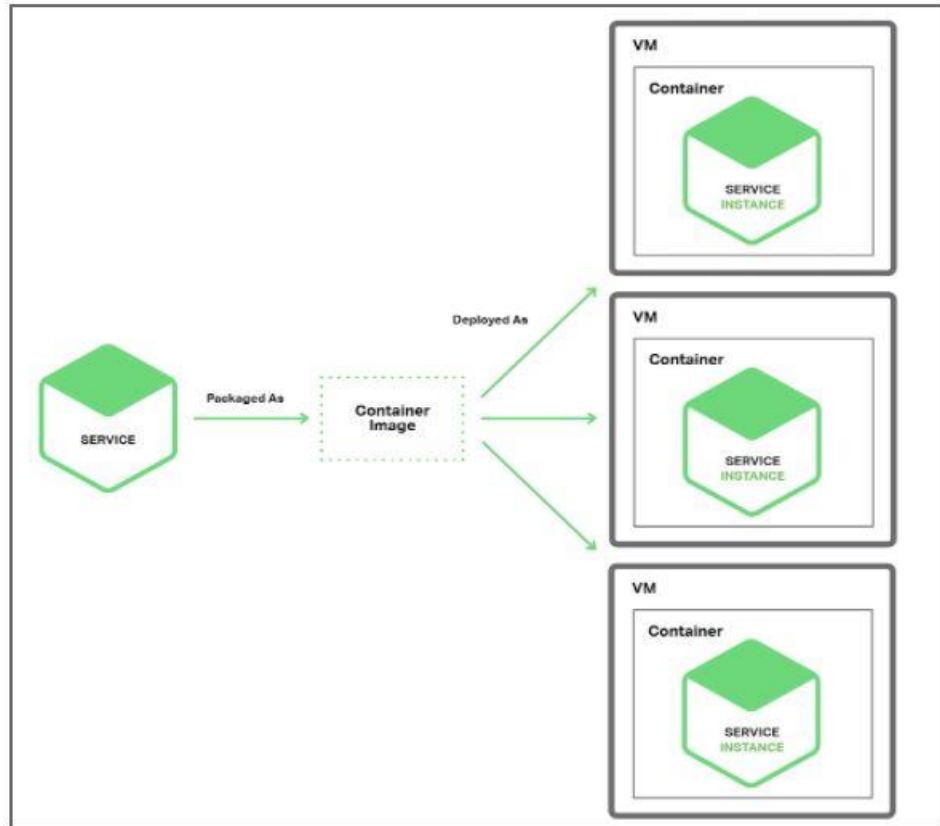 VM
Container
SERVICE
INSTANCE
Deployed As
VM
Container
SERVICE
INSTANCE
Packaged As
Container
Image
SERVICE
VM
Container
SERVICE
INSTANCE